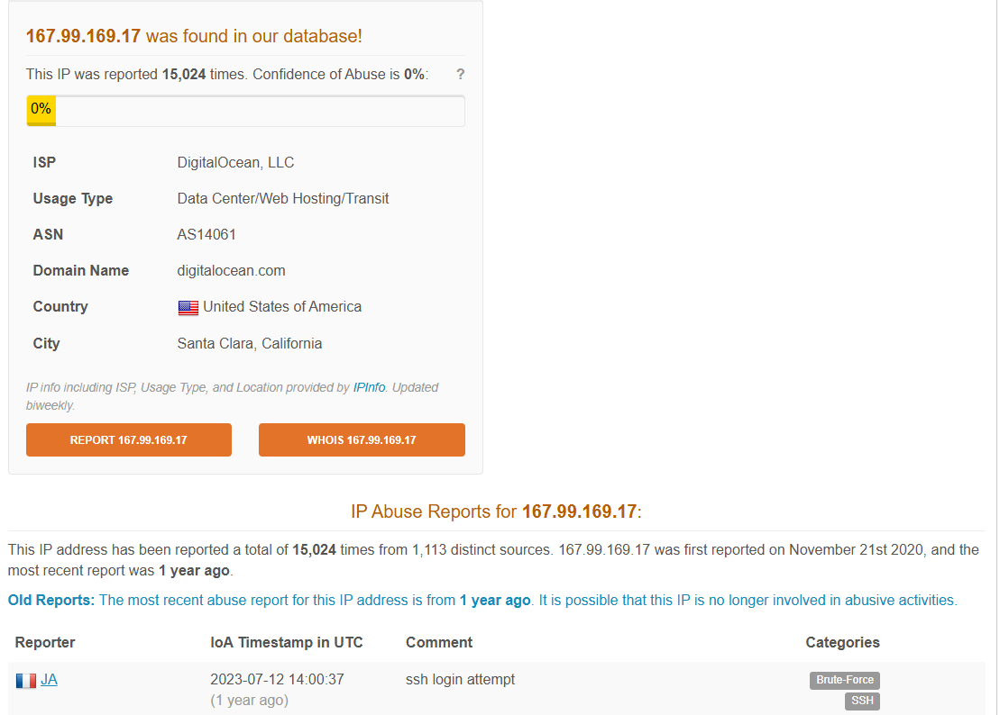 167.99.169.17 was found in our database!
This IP was reported 15,024 times. Confidence of Abuse is 0%: ?
0%
ISP DigitalOcean, LLC
Usage Type Data Center/Web Hosting/Transit
ASN AS14061
Domain Name digitalocean.com
Country United States of America
City Santa Clara, California
IP info including ISP, Usage Type, and Location provided by IPInfo. Updated
biweekly.
REPORT 167.99.169.17 WHOIS 167.99.169.17
IP Abuse Reports for 167.99.169.17:
This IP address has been reported a total of 15,024 times from 1,113 distinct sources. 167.99.169.17 was first reported on November 21st 2020, and the
most recent report was 1 year ago.
Old Reports: The most recent abuse report for this IP address is from 1 year ago. It is possible that this IP is no longer involved in abusive activities.
Reporter IoA Timestamp in UTC Comment Categories
JA 2023-07-12 14:00:37 ssh login attempt Brute-Force
(1 year ago) SSH